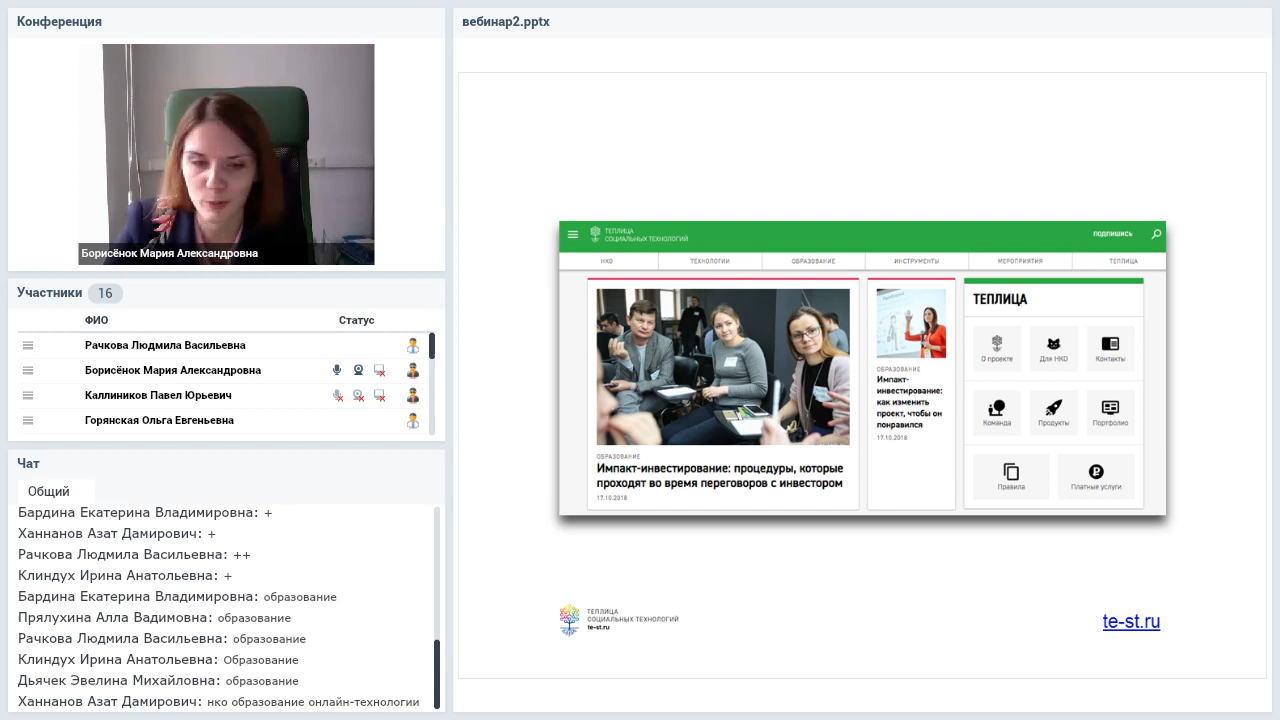 Конференция
Борисёнок Мария Александровна
Участники 16
ФИО Статус
Рачкова Людмила Васильевна
Борисёнок Мария Александровна
Каллиников Павел Юрьевич
Горянская Ольга Евгеньевна
Чат
Общий
Бардина Екатерина Владимировна: +
Ханнанов Азат Дамирович: +
Рачкова Людмила Васильевна: ++
Клиндух Ирина Анатольевна: +
Бардина Екатерина Владимировна: образование
Прялухина Алла Вадимовна: образование
Рачкова Людмила Васильевна: образование
Клиндух Ирина Анатольевна: Образование
Дьячек Эвелина Михайловна: образование
Ханнанов Азат Дамирович: нко образование онлайн-технологии
вебинар2.pptx
ТЕПЛИЦА
СОЦИАЛЬНЫХ ТЕХНОЛОГИЙ
ПОДПИШИСЬ
НКО ТЕХНОЛОГИИ ОБРАЗОВАНИЕ ИНСТРУМЕНТЫ МЕРОПРИЯТИЯ ТЕПЛИЦА
ОБРАЗОВАНИЕ
Импакт-инвестирование: процедуры, которые
проходят во время переговоров с инвестором
17.10.2018
ОБРАЗОВАНИЕ
Импакт-
инвестирование:
как изменить
проект, чтобы он
понравился
17.10.2018
ТЕПЛИЦА
О проекте Для НКО Контакты
Команда Продукты Портфолио
Правила Платные услуги
ТЕПЛИЦА
СОЦИАЛЬНЫХ ТЕХНОЛОГИЙ
te-st.ru
te-st.ru